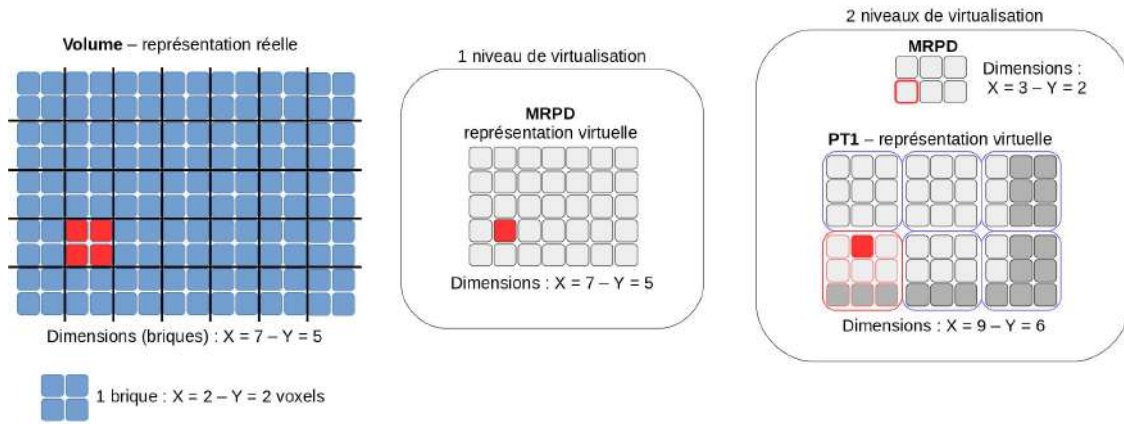 Volume – représentation réelle
Dimensions (briques) : X = 7 – Y = 5
1 brique : X = 2 – Y = 2 voxels
1 niveau de virtualisation
MRPD
représentation virtuelle
Dimensions : X = 7 – Y = 5
2 niveaux de virtualisation
MRPD
Dimensions :
X = 3 – Y = 2
PT1 – représentation virtuelle
Dimensions : X = 9 – Y = 6